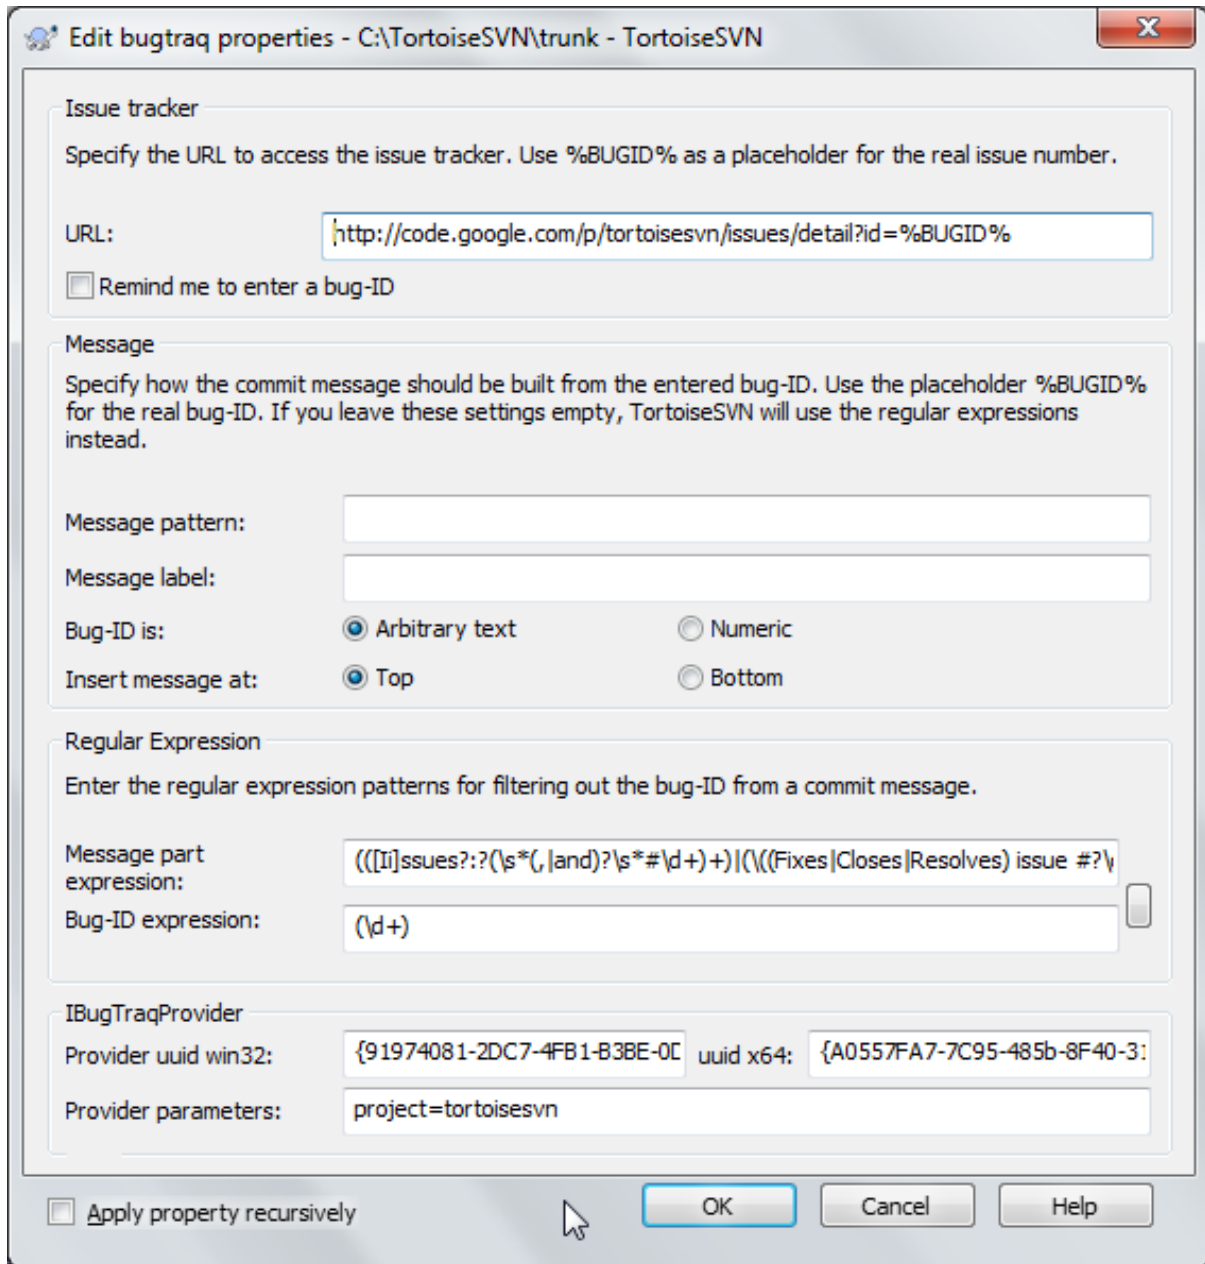 Edit bugtraq properties - C:\TortoiseSVN\trunk - TortoiseSVN
Issue tracker
Specify the URL to access the issue tracker. Use %BUGID% as a placeholder for the real issue number.
URL: http://code.google.com/p/tortoisesvn/issues/detail?id=%BUGID%
Remind me to enter a bug-ID
Message
Specify how the commit message should be built from the entered bug-ID. Use the placeholder %BUGID%
for the real bug-ID. If you leave these settings empty, TortoiseSVN will use the regular expressions
instead.
Message pattern:
Message label:
Bug-ID is: Arbitrary text Numeric
Insert message at: Top Bottom
Regular Expression
Enter the regular expression patterns for filtering out the bug-ID from a commit message.
Message part
expression:
(([Ii]ssues?:?(\s*(,|and)?\s*#\d+)+)|(\((Fixes|Closes|Resolves) issue #?\
Bug-ID expression: (\d+)
IBugTraqProvider
Provider uuid win32: {91974081-2DC7-4FB1-B3BE-0D uuid x64: {A0557FA7-7C95-485b-8F40-31
Provider parameters: project=tortoisesvn
Apply property recursively OK Cancel Help